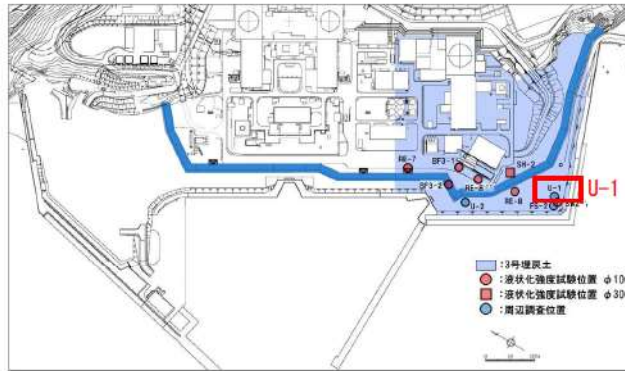 RE-7
BF3-1
SH-2
RE-8
BF3-2
RE-B
U-1
U-1
U-2
:3号埋戻土
:液状化強度試験位置 φ100
:液状化強度試験位置 φ300
:周辺調査位置